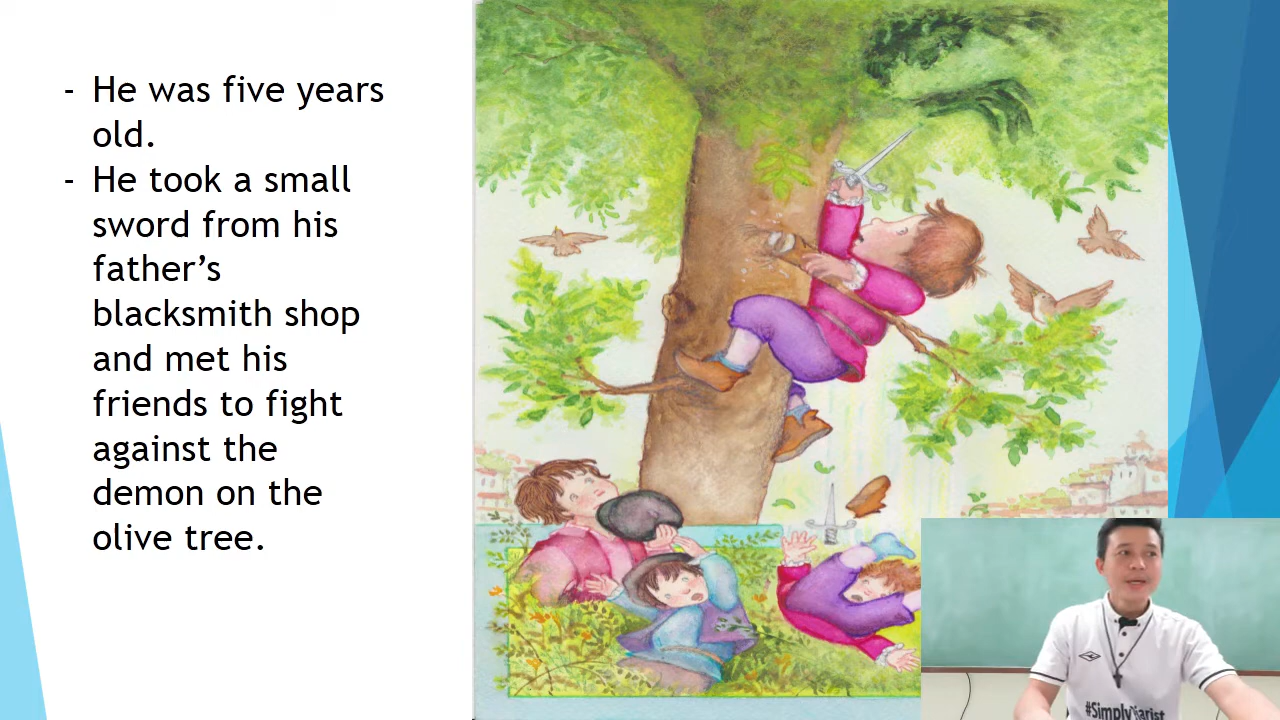 - He was five years
old.
- He took a small
sword from his
father’s
blacksmith shop
and met his
friends to fight
against the
demon on the
olive tree.